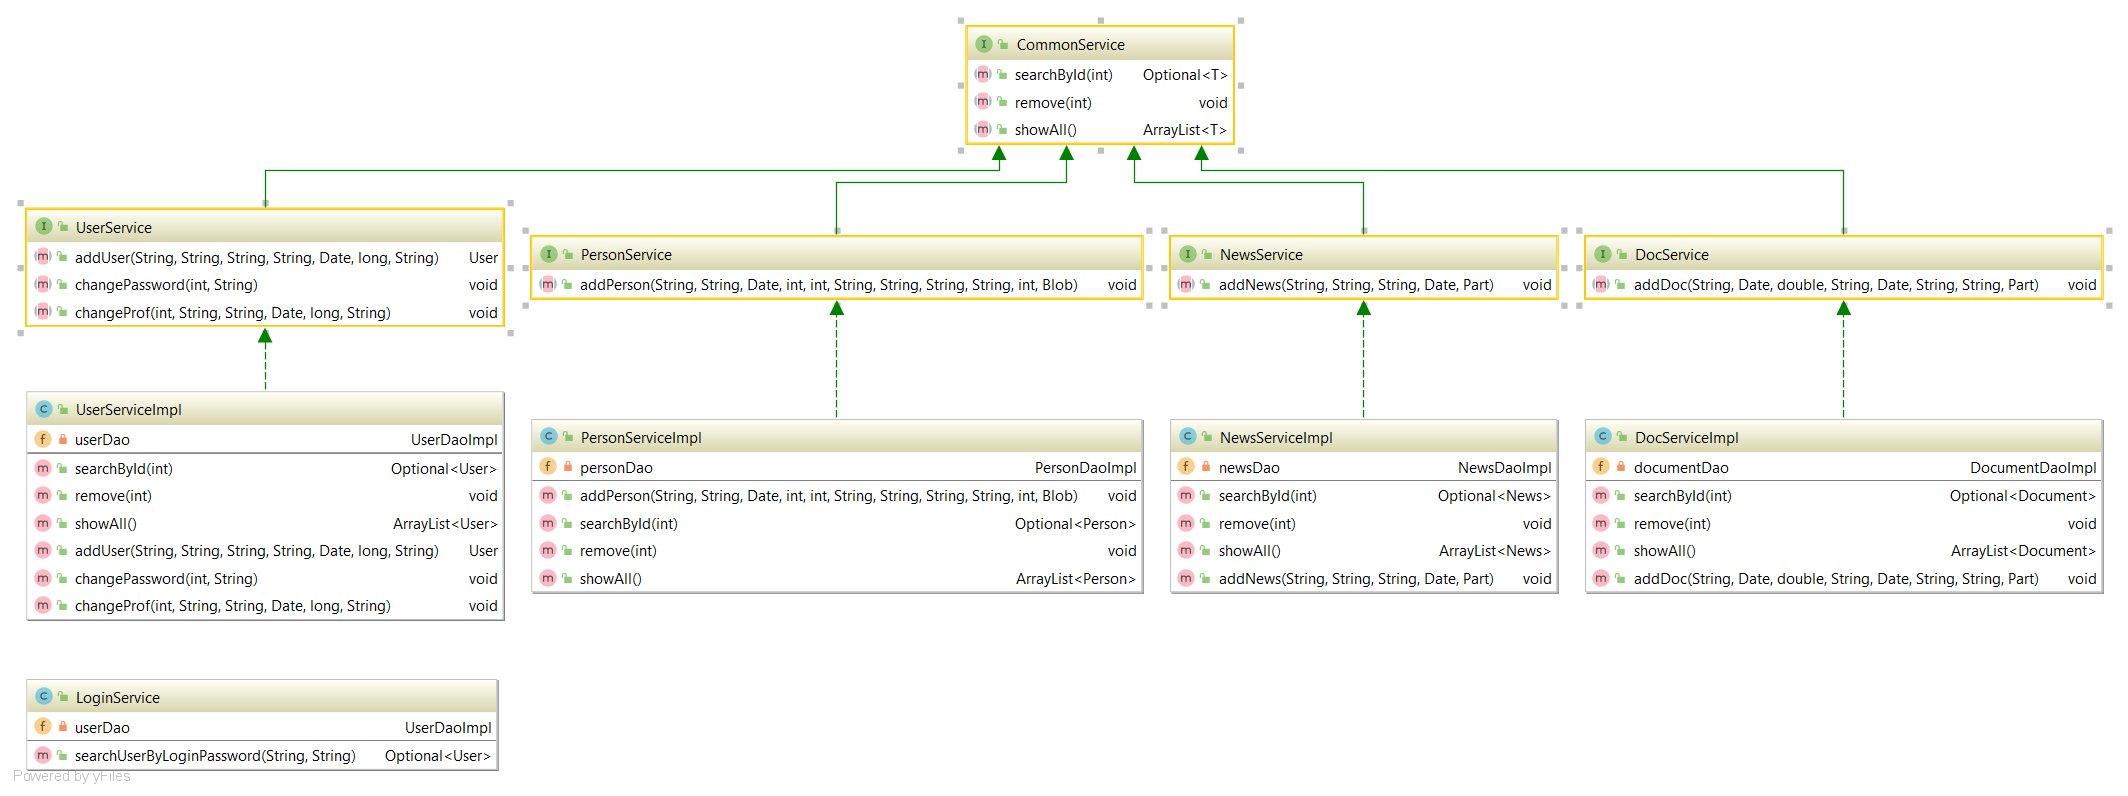 CommonService
searchById(int) Optional<T>
remove(int) void
showAll() ArrayList<T>
UserService
addUser(String, String, String, String, Date, long, String) User
changePassword(int, String) void
changeProf(int, String, String, Date, long, String) void
PersonService
addPerson(String, String, Date, int, int, String, String, String, String, int, Blob) void
NewsService
addNews(String, String, String, Date, Part) void
DocService
addDoc(String, Date, double, String, Date, String, String, Part) void
UserServiceImpl
userDao UserDaoImpl
searchById(int) Optional<User>
remove(int) void
showAll() ArrayList<User>
addUser(String, String, String, String, Date, long, String) User
changePassword(int, String) void
changeProf(int, String, String, Date, long, String) void
PersonServiceImpl
personDao PersonDaoImpl
addPerson(String, String, Date, int, int, String, String, String, String, int, Blob) void
searchById(int) Optional<Person>
remove(int) void
showAll() ArrayList<Person>
NewsServiceImpl
newsDao NewsDaoImpl
searchById(int) Optional<News>
remove(int) void
showAll() ArrayList<News>
addNews(String, String, String, Date, Part) void
DocServiceImpl
documentDao DocumentDaoImpl
searchById(int) Optional<Document>
remove(int) void
showAll() ArrayList<Document>
addDoc(String, Date, double, String, Date, String, String, Part) void
LoginService
userDao UserDaoImpl
searchUserByLoginPassword(String, String) Optional<User>
Powered by yFiles